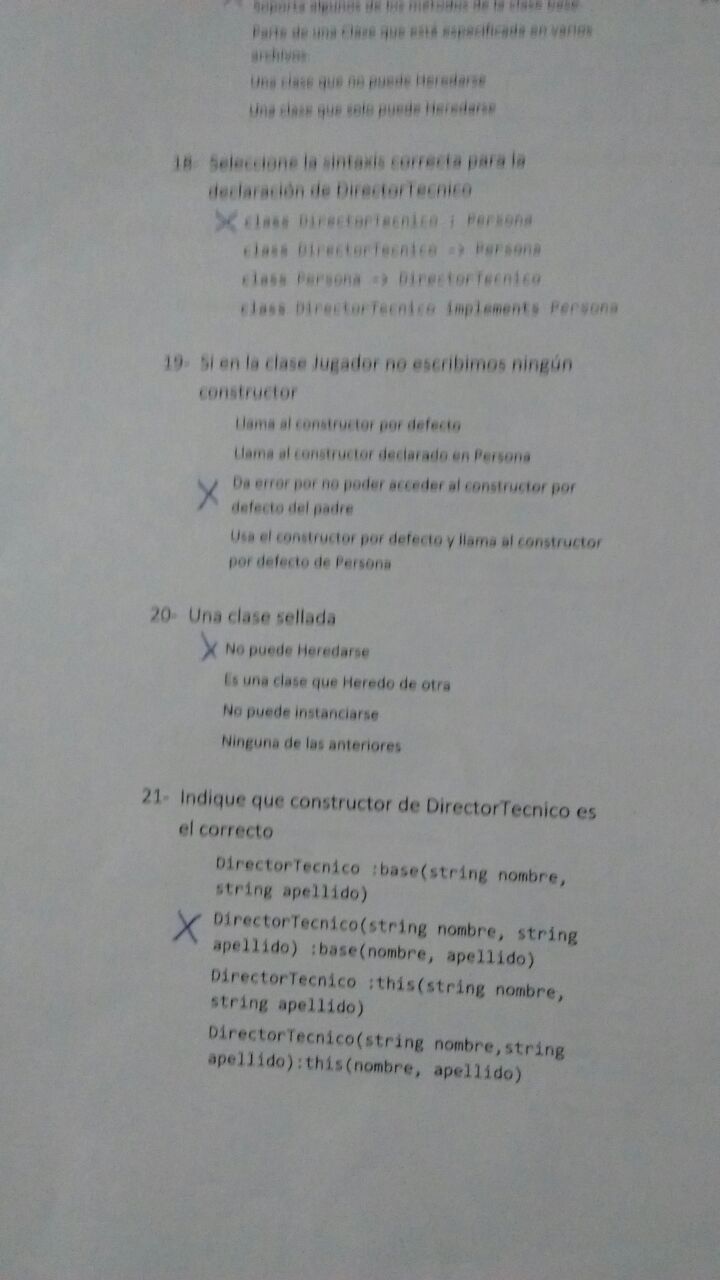 Soporta algunos de los métodos de la clase base
Parte de una Clase que está especificada en varios
archivos
Una clase que no puede Heredarse
Una clase que solo puede Heredarse
18- Seleccione la sintaxis correcta para la
declaración de DirectorTecnico
X class DirectorTecnico : Persona
class DirectorTecnico => Persona
class Persona => DirectorTecnico
class DirectorTecnico implements Persona
19- Si en la clase Jugador no escribimos ningún
constructor
Llama al constructor por defecto
Llama al constructor declarado en Persona
X Da error por no poder acceder al constructor por
defecto del padre
Usa el constructor por defecto y llama al constructor
por defecto de Persona
20- Una clase sellada
X No puede Heredarse
Es una clase que Heredo de otra
No puede instanciarse
Ninguna de las anteriores
21- Indique que constructor de DirectorTecnico es
el correcto
DirectorTecnico :base(string nombre,
string apellido)
X DirectorTecnico(string nombre, string
apellido) :base(nombre, apellido)
DirectorTecnico :this(string nombre,
string apellido)
DirectorTecnico(string nombre,string
apellido):this(nombre, apellido)